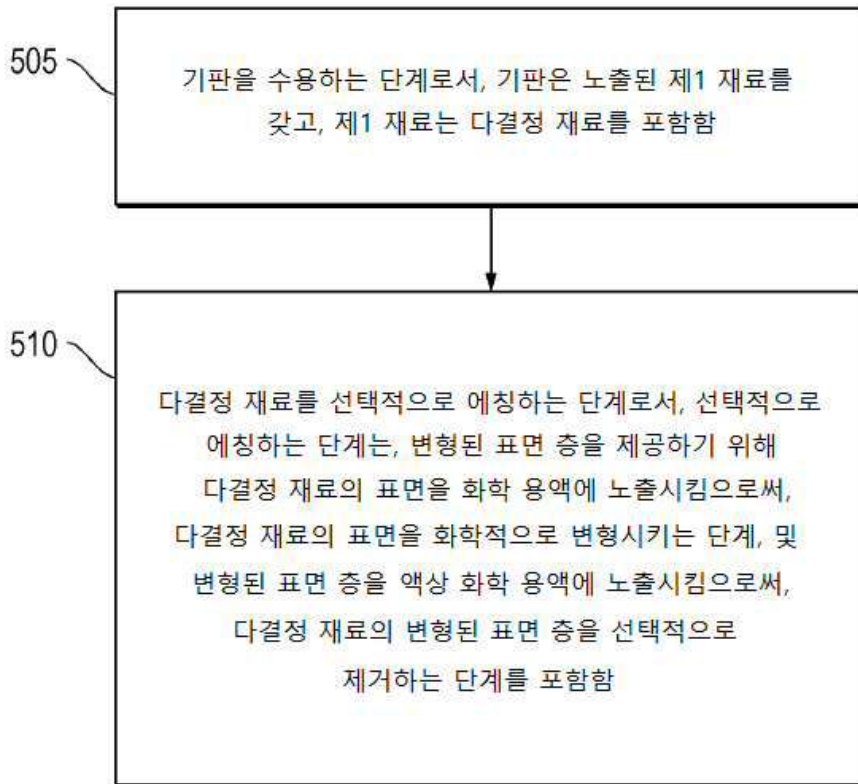 505
기판을 수용하는 단계로서, 기판은 노출된 제1 재료를
갖고, 제1 재료는 다결정 재료를 포함함
510
다결정 재료를 선택적으로 에칭하는 단계로서, 선택적으로
에칭하는 단계는, 변형된 표면 층을 제공하기 위해
다결정 재료의 표면을 화학 용액에 노출시킴으로써,
다결정 재료의 표면을 화학적으로 변형시키는 단계, 및
변형된 표면 층을 액상 화학 용액에 노출시킴으로써,
다결정 재료의 변형된 표면 층을 선택적으로
제거하는 단계를 포함함